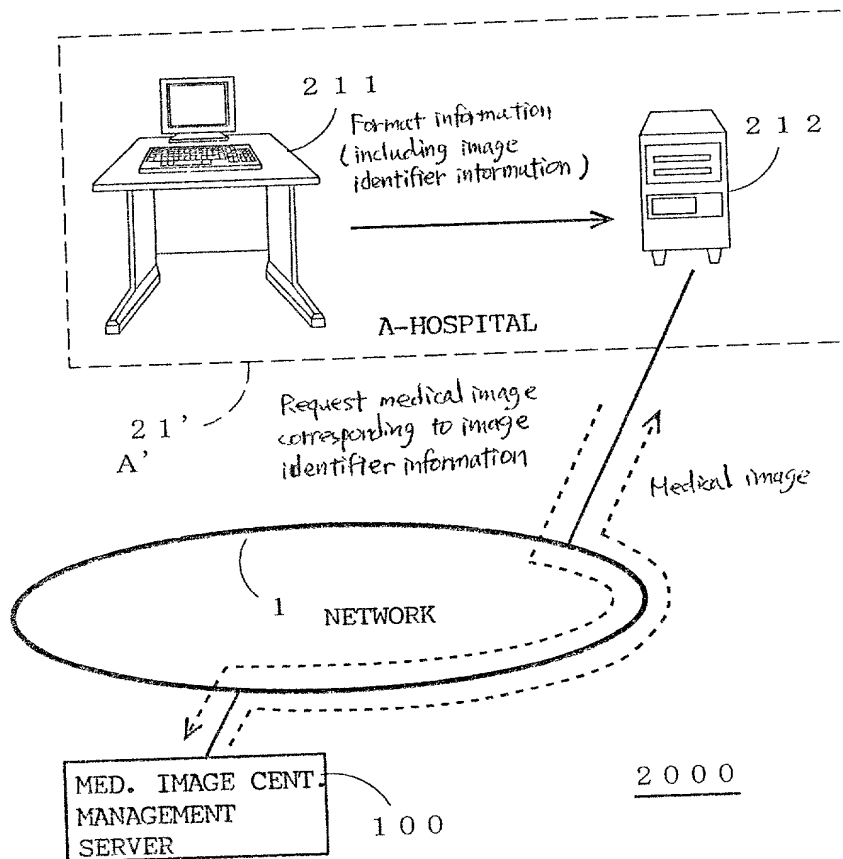 2 1 1
Format information
(including image
identifier information)
2 1 2
A-HOSPITAL
2 1'
A'
Request medical image
corresponding to image
identifier information
Medical image
1
NETWORK
MED. IMAGE CENT.
MANAGEMENT
SERVER
1 0 0
2 0 0 0